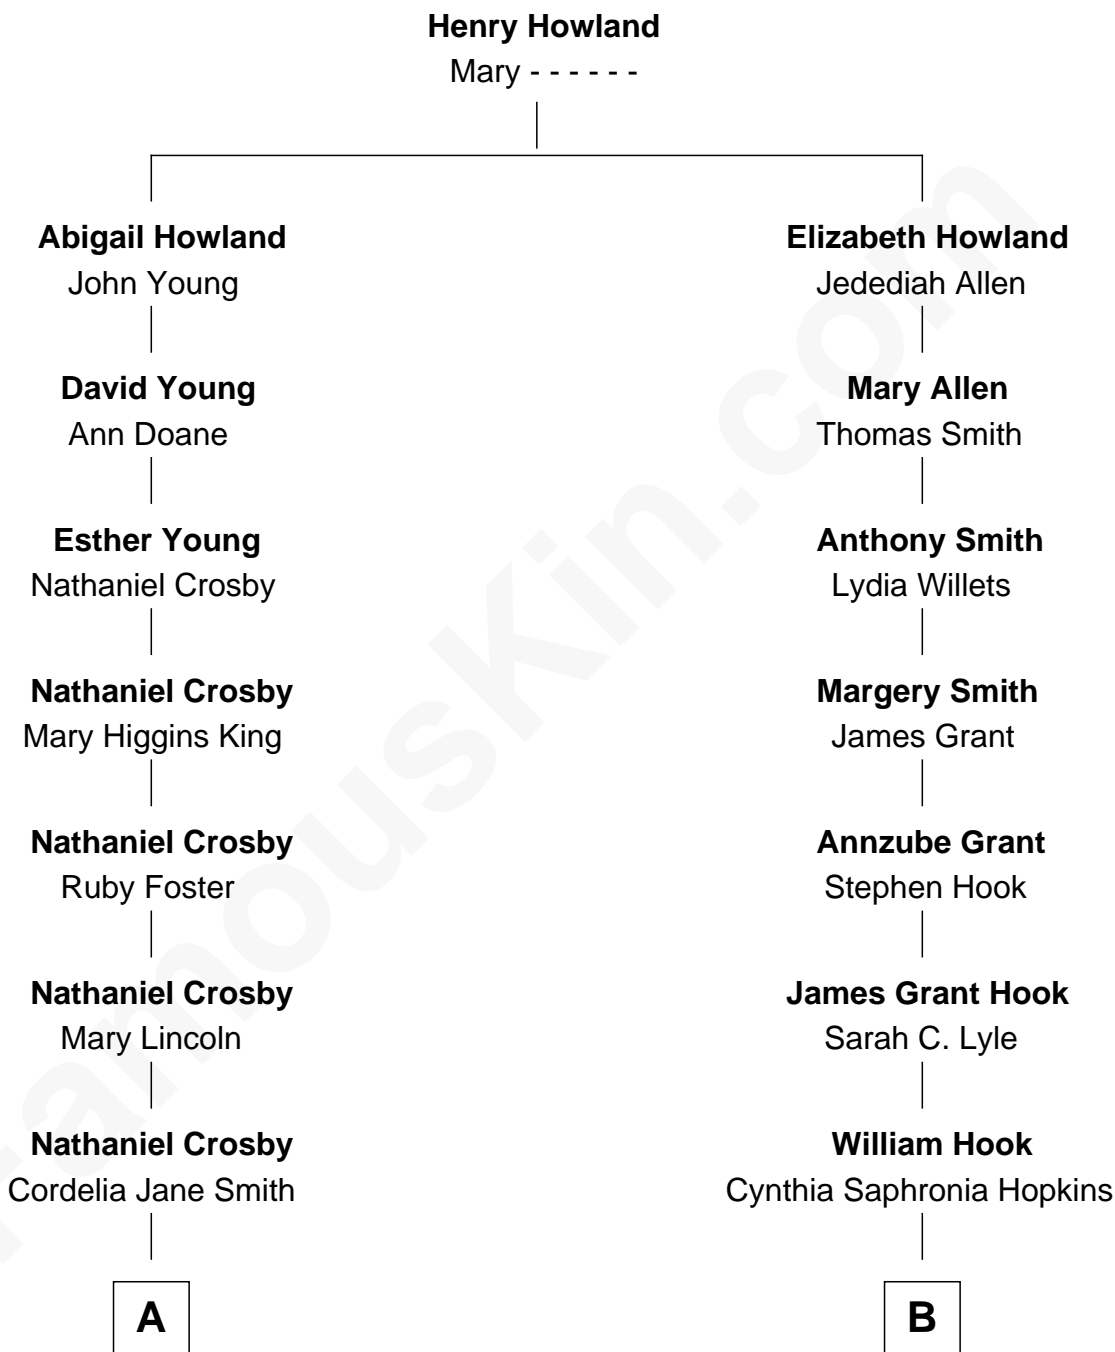 Henry Howland
Mary - - - - - -
Abigail Howland
John Young
David Young
Ann Doane
Esther Young
Nathaniel Crosby
Nathaniel Crosby
Mary Higgins King
Nathaniel Crosby
Ruby Foster
Nathaniel Crosby
Mary Lincoln
Nathaniel Crosby
Cordelia Jane Smith
A
Elizabeth Howland
Jedediah Allen
Mary Allen
Thomas Smith
Anthony Smith
Lydia Willets
Margery Smith
James Grant
Annzube Grant
Stephen Hook
James Grant Hook
Sarah C. Lyle
William Hook
Cynthia Saphronia Hopkins
B
FamousKin.com